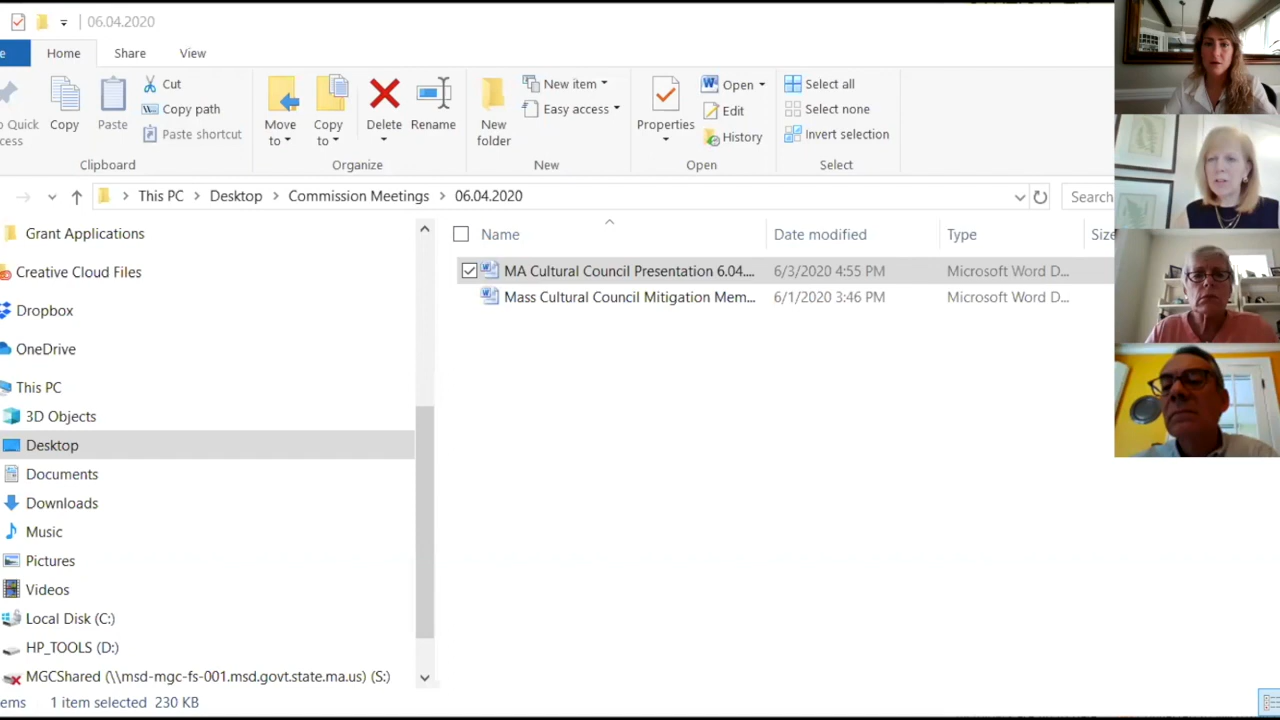 06.04.2020
Home Share View
Copy
Paste
Cut
Copy path
Paste shortcut
Clipboard
Move to
Copy to
Delete
Rename
Organize
New folder
New item
Easy access
New
Properties
Open
Edit
History
Open
Select all
Select none
Invert selection
Select
This PC > Desktop > Commission Meetings > 06.04.2020
Search
Grant Applications
Creative Cloud Files
Dropbox
OneDrive
This PC
3D Objects
Desktop
Documents
Downloads
Music
Pictures
Videos
Local Disk (C:)
HP_TOOLS (D:)
MGCShared (\\msd-mgc-fs-001.msd.govt.state.ma.us) (S:)
Name Date modified Type
MA Cultural Council Presentation 6.04.... 6/3/2020 4:55 PM Microsoft Word D...
Mass Cultural Council Mitigation Mem... 6/1/2020 3:46 PM Microsoft Word D...
1 item selected 230 KB